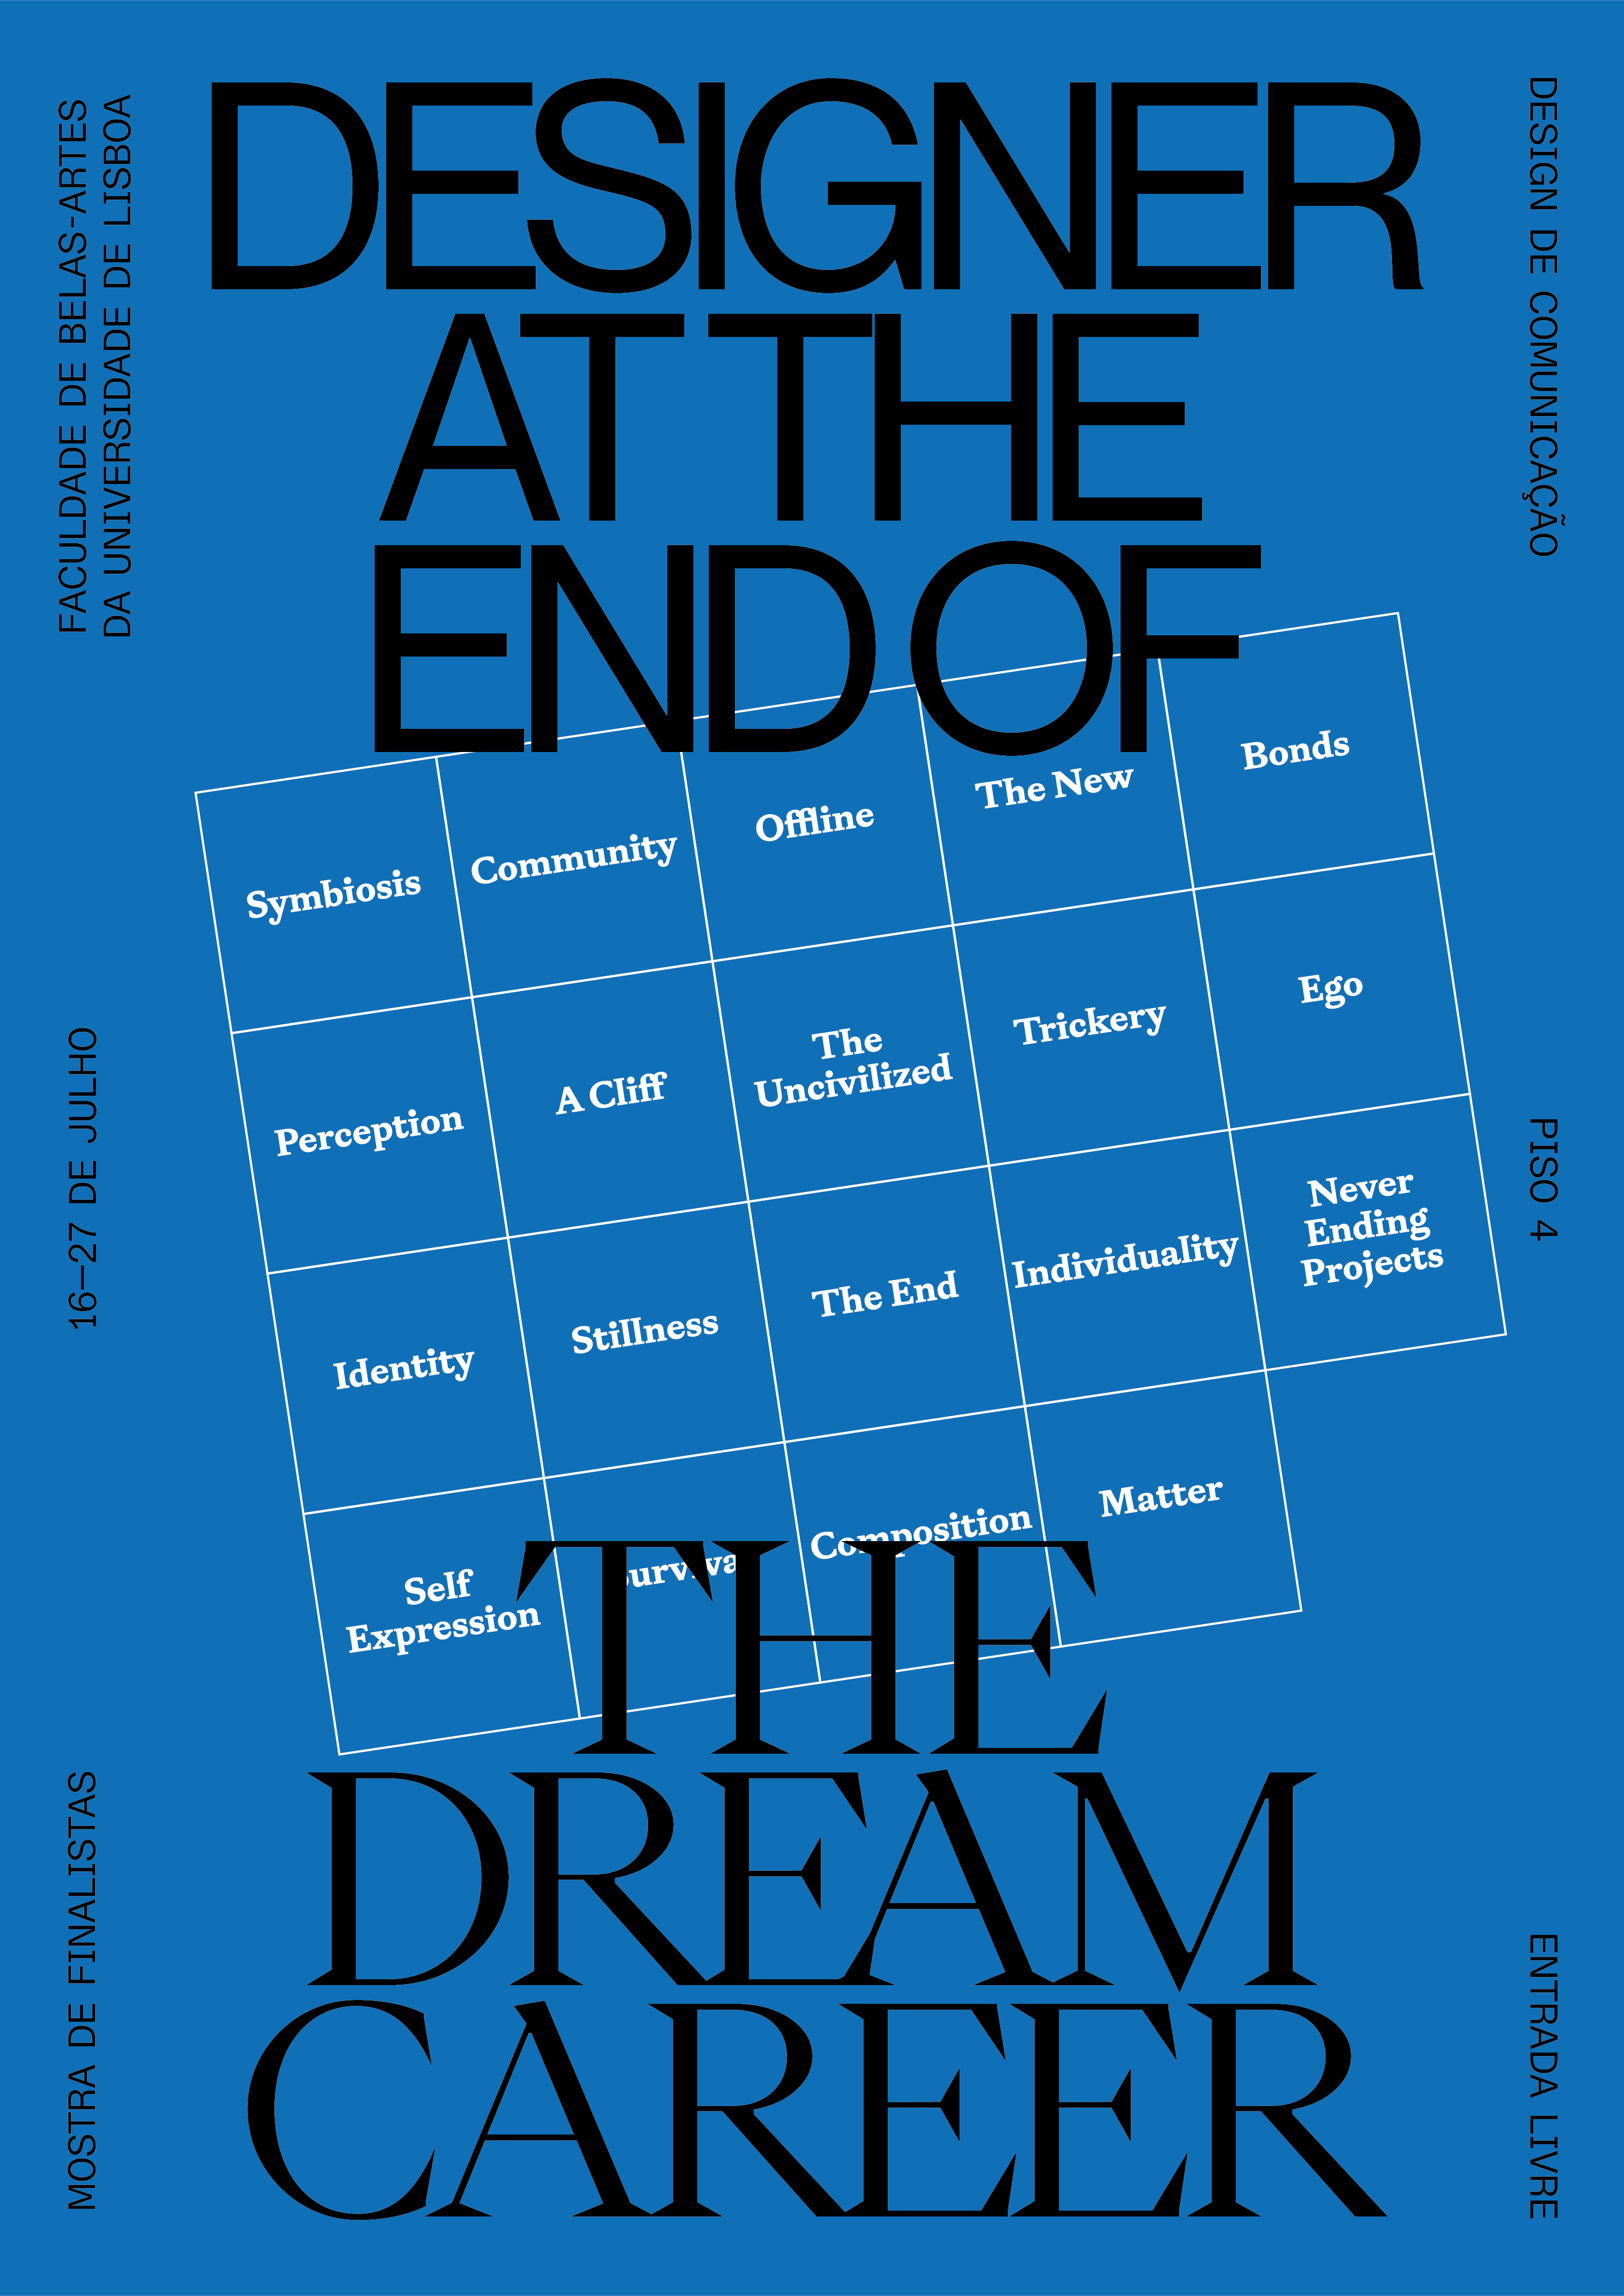 DESIGNER
AT THE
END OF
FACULDADE DE BELAS-ARTES
DA UNIVERSIDADE DE LISBOA
DESIGN DE COMUNICAÇÃO
Symbiosis
Community
Offline
The New
Bonds
Perception
A Cliff
The
Uncivilized
Trickery
Ego
Identity
Stillness
The End
Individuality
Never
Ending
Projects
Self
Expression
Composition
Matter
16—27 DE JULHO
PISO 4
THE
DREAM
CAREER
MOSTRA DE FINALISTAS
ENTRADA LIVRE